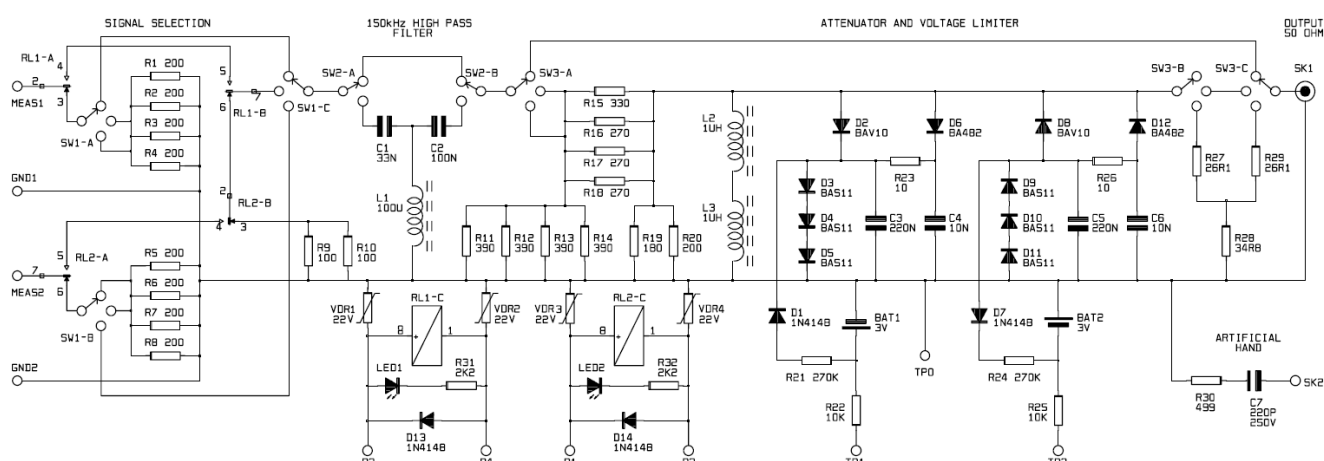 SIGNAL SELECTION
150kHz HIGH PASS
FILTER
ATTENUATOR AND VOLTAGE LIMITER
OUTPUT
50 OHM
RL1-A
4
2
3
MEAS1
SW1-A
R1 200
R2 200
R3 200
R4 200
5
6
7
RL1-B
SW1-C
SW2-A
SW2-B
SW3-A
SW3-B
SW3-C
SK1
C1
33N
C2
100N
L1
100U
R15 330
R16 270
R17 270
R18 270
L2
1UH
L3
1UH
D2
BAV10
D6
BA482
R23
10
D3
BAS11
D4
BAS11
D5
BAS11
C3
220N
C4
10N
D8
BAV10
D12
BA482
R26
10
D9
BAS11
D10
BAS11
D11
BAS11
C5
220N
C6
10N
R27
26R1
R29
26R1
R28
34R8
GND1
2
RL2-B
4
3
R9
100
R10
100
R11
390
R12
390
R13
390
R14
390
R19
180
R20
200
5
RL2-A
7
6
MEAS2
SW1-B
R5 200
R6 200
R7 200
R8 200
GND2
VDR1
22V
RL1-C
8
+
1
VDR2
22V
LED1
R31
2K2
D13
1N4148
VDR3
22V
RL2-C
8
+
1
VDR4
22V
LED2
R32
2K2
D14
1N4148
D1
1N4148
BAT1
3V
R21 270K
R22
10K
TP0
D7
1N4148
BAT2
3V
R24 270K
R25
10K
ARTIFICIAL
HAND
R30
499
C7
220P
250V
SK2